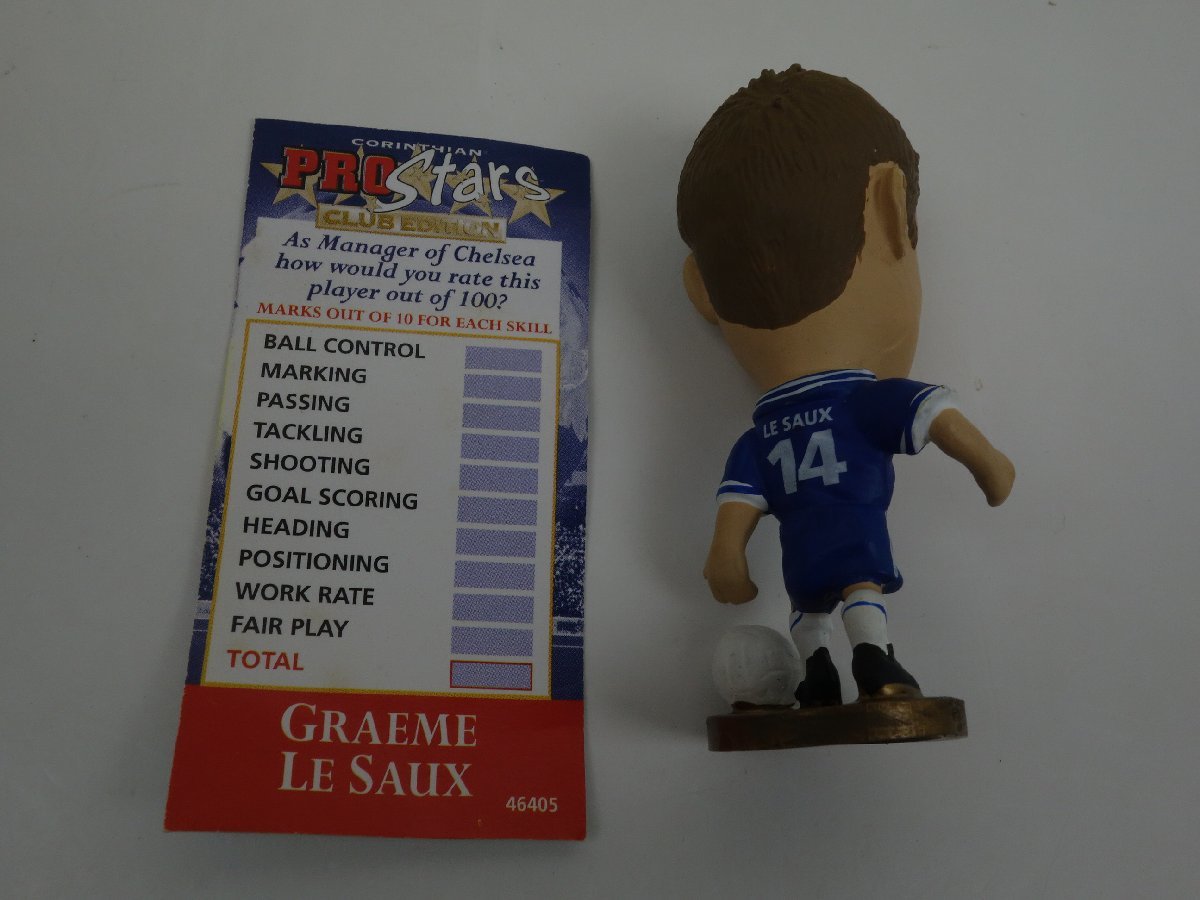 CORINTHIAN
PROStars
CLUB EDITION
As Manager of Chelsea
how would you rate this
player out of 100?
MARKS OUT OF 10 FOR EACH SKILL
BALL CONTROL
MARKING
PASSING
TACKLING
SHOOTING
GOAL SCORING
HEADING
POSITIONING
WORK RATE
FAIR PLAY
TOTAL
GRAEME
LE SAUX
46405
LE SAUX
14